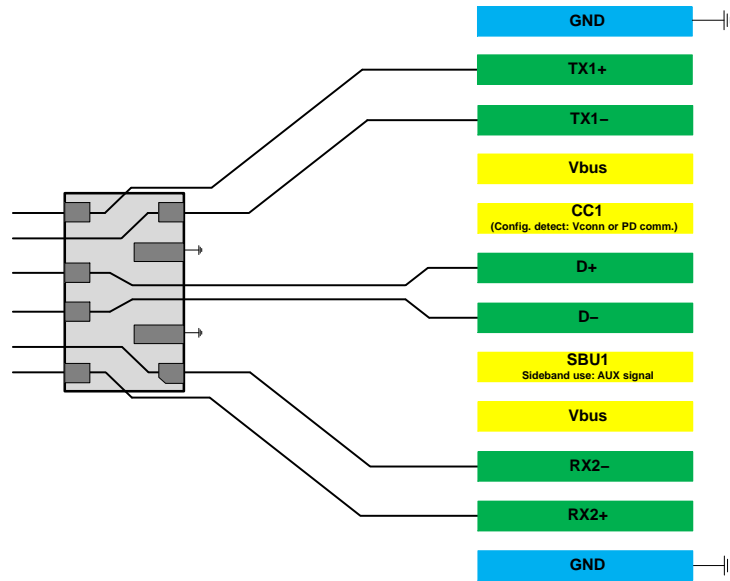 GND
TX1+
TX1−
Vbus
CC1
(Config. detect: Vconn or PD comm.)
D+
D−
SBU1
Sideband use: AUX signal
Vbus
RX2−
RX2+
GND